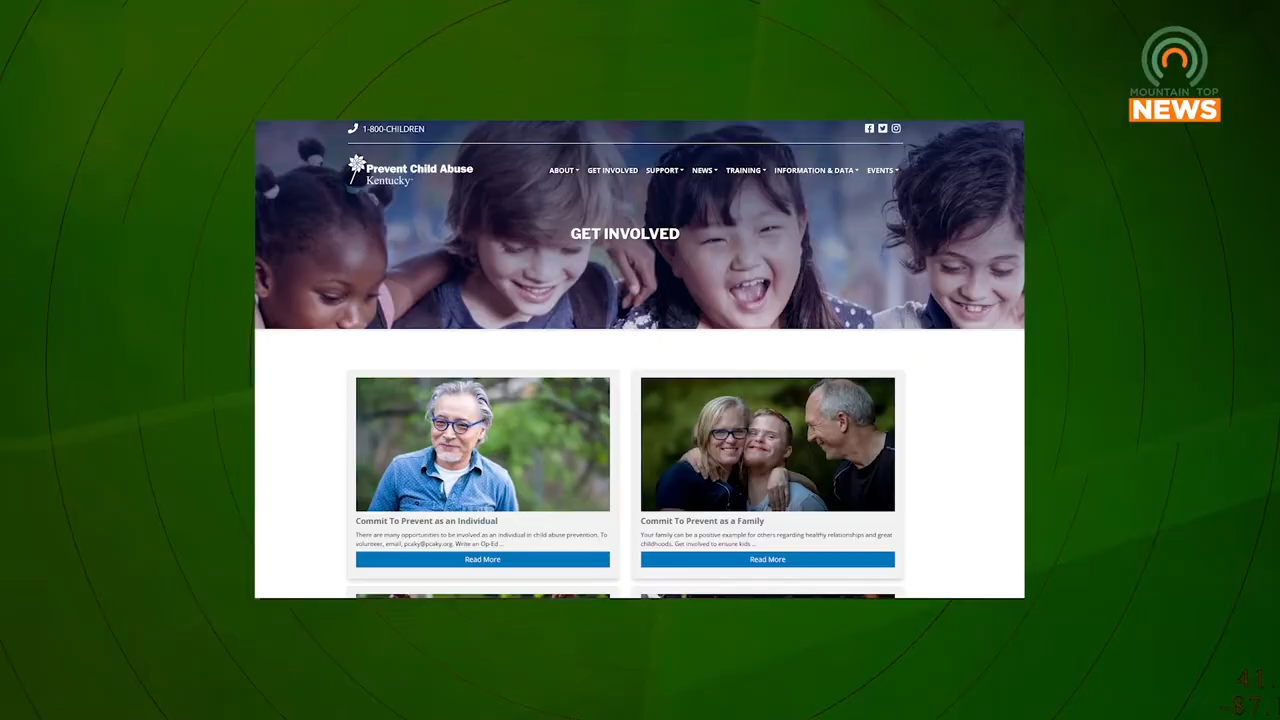 MOUNTAIN TOP
NEWS
1-800-CHILDREN
Prevent Child Abuse
Kentucky
ABOUT GET INVOLVED SUPPORT NEWS TRAINING INFORMATION & DATA EVENTS
GET INVOLVED
Commit To Prevent as an Individual
There are many opportunities to be involved as an individual in child abuse prevention. To
volunteer, email, pcaky@pcaky.org. Write an Op-Ed ...
Read More
Commit To Prevent as a Family
Your family can be a positive example for others regarding healthy relationships and great
childhoods. Get involved to ensure kids ...
Read More
41.
-87.